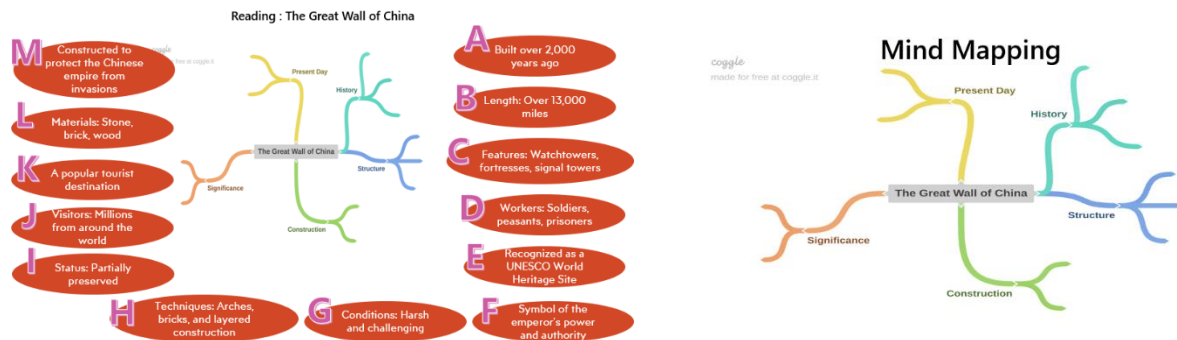 Reading : The Great Wall of China
M
Constructed to
protect the Chinese
empire from
invasions
free at coggle.it
L
Materials: Stone,
brick, wood
K
A popular tourist
destination
J
Visitors: Millions
from around the
world
I
Status: Partially
preserved
H
Techniques: Arches,
bricks, and layered
construction
G
Conditions: Harsh
and challenging
F
Symbol of the
emperor's power
and authority
E
Recognized as a
UNESCO World
Heritage Site
D
Workers: Soldiers,
peasants, prisoners
C
Features: Watchtowers,
fortresses, signal towers
B
Length: Over 13,000
miles
A
Built over 2,000
years ago
Present Day
History
The Great Wall of China
Structure
Significance
Construction
Mind Mapping
coggle
made for free at coggle.it
Present Day
History
The Great Wall of China
Structure
Significance
Construction